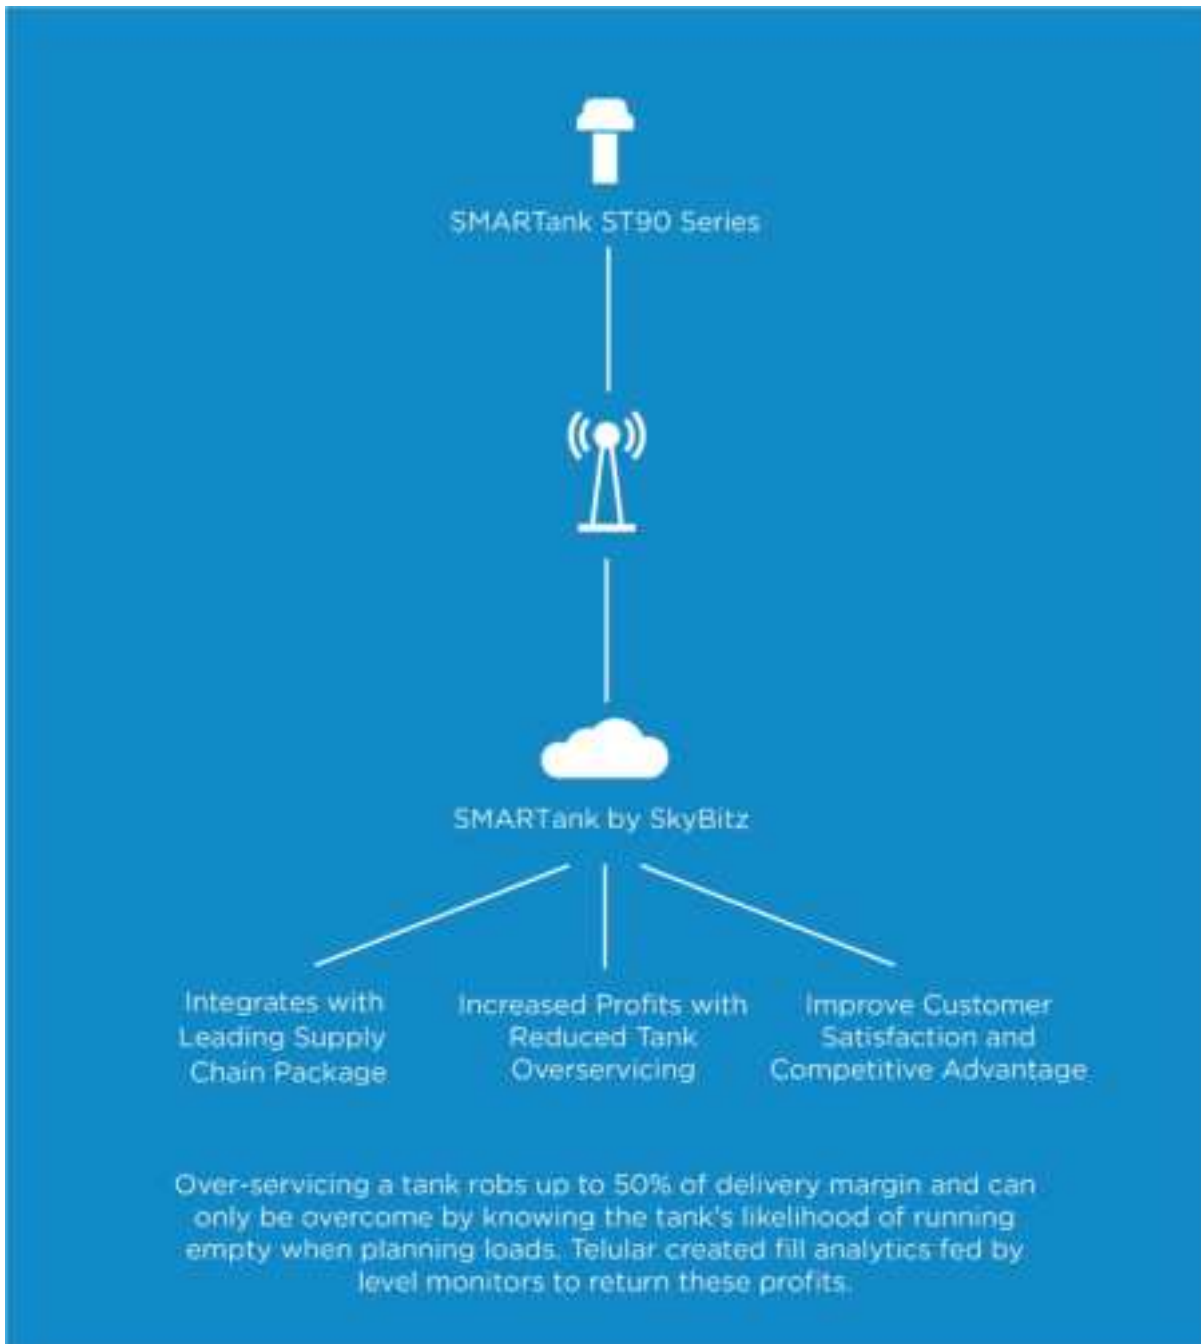 SMARTank ST90 Series
SMARTank by SkyBitz
Integrates with
Leading Supply
Chain Package
Increased Profits with
Reduced Tank
Overservicing
Improve Customer
Satisfaction and
Competitive Advantage
Over-servicing a tank robs up to 50% of delivery margin and can
only be overcome by knowing the tank's likelihood of running
empty when planning loads. Telular created fill analytics fed by
level monitors to return these profits.